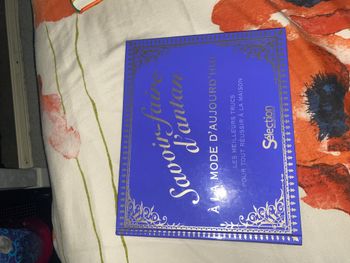 Savoir-faire
d'antan
À LA MODE D'AUJOURD'HUI
LES MEILLEURS TRUCS
POUR TOUT RÉUSSIR À LA MAISON
Sélection